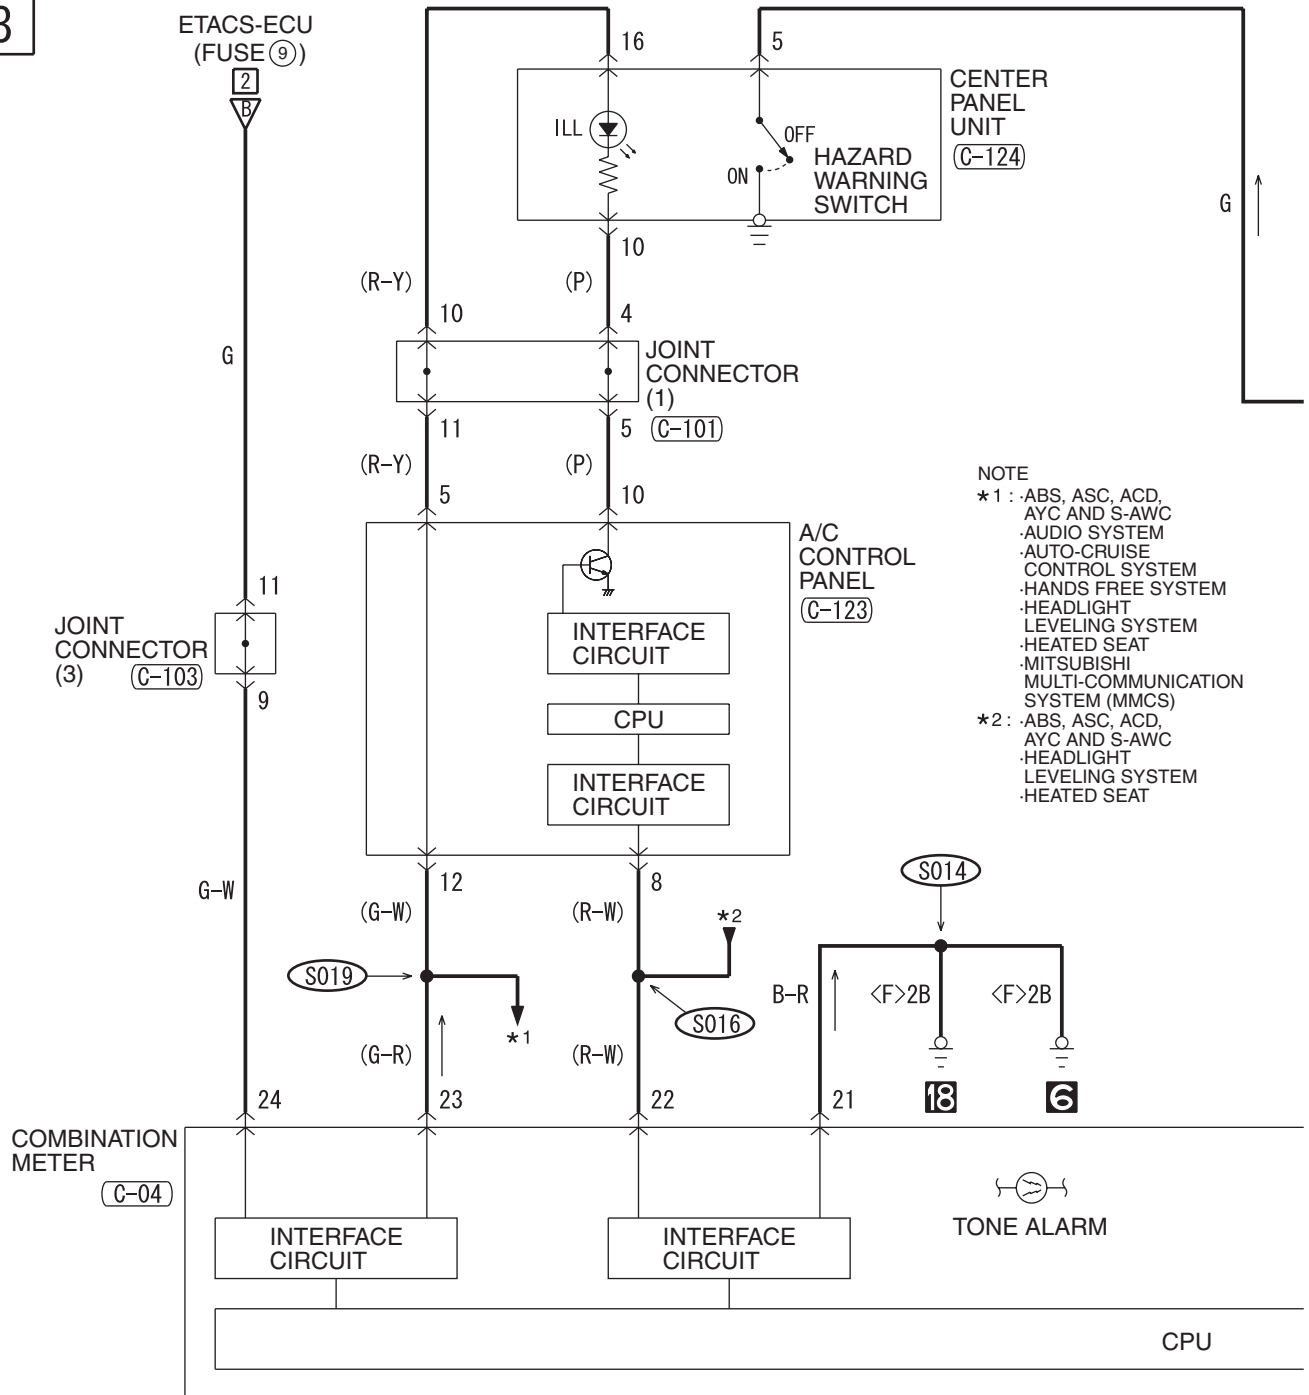 3
ETACS-ECU
(FUSE⑨)
2
B
16
5
CENTER
PANEL
UNIT
C-124
ILL
OFF
ON
HAZARD
WARNING
SWITCH
G
10
(R-Y)
(P)
10
4
G
JOINT
CONNECTOR
(1)
C-101
11
5
(R-Y)
(P)
5
10
NOTE
*1 : ·ABS, ASC, ACD,
AYC AND S-AWC
·AUDIO SYSTEM
·AUTO-CRUISE
CONTROL SYSTEM
·HANDS FREE SYSTEM
·HEADLIGHT
LEVELING SYSTEM
·HEATED SEAT
·MITSUBISHI
MULTI-COMMUNICATION
SYSTEM (MMCS)
*2 : ·ABS, ASC, ACD,
AYC AND S-AWC
·HEADLIGHT
LEVELING SYSTEM
·HEATED SEAT
A/C
CONTROL
PANEL
C-123
11
JOINT
CONNECTOR
(3)
C-103
9
INTERFACE
CIRCUIT
CPU
INTERFACE
CIRCUIT
12
8
G-W
(G-W)
(R-W)
*2
S014
S019
*1
S016
B-R
<F>2B
<F>2B
(G-R)
(R-W)
24
23
22
21
18
6
COMBINATION
METER
C-04
INTERFACE
CIRCUIT
INTERFACE
CIRCUIT
TONE ALARM
CPU